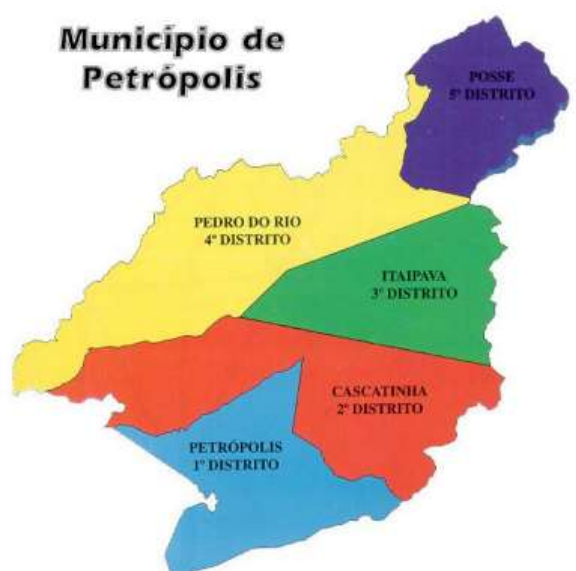 Município de
Petrópolis
POSSE
5º DISTRITO
PEDRO DO RIO
4º DISTRITO
ITAIPAVA
3º DISTRITO
CASCATINHA
2º DISTRITO
PETRÓPOLIS
1º DISTRITO